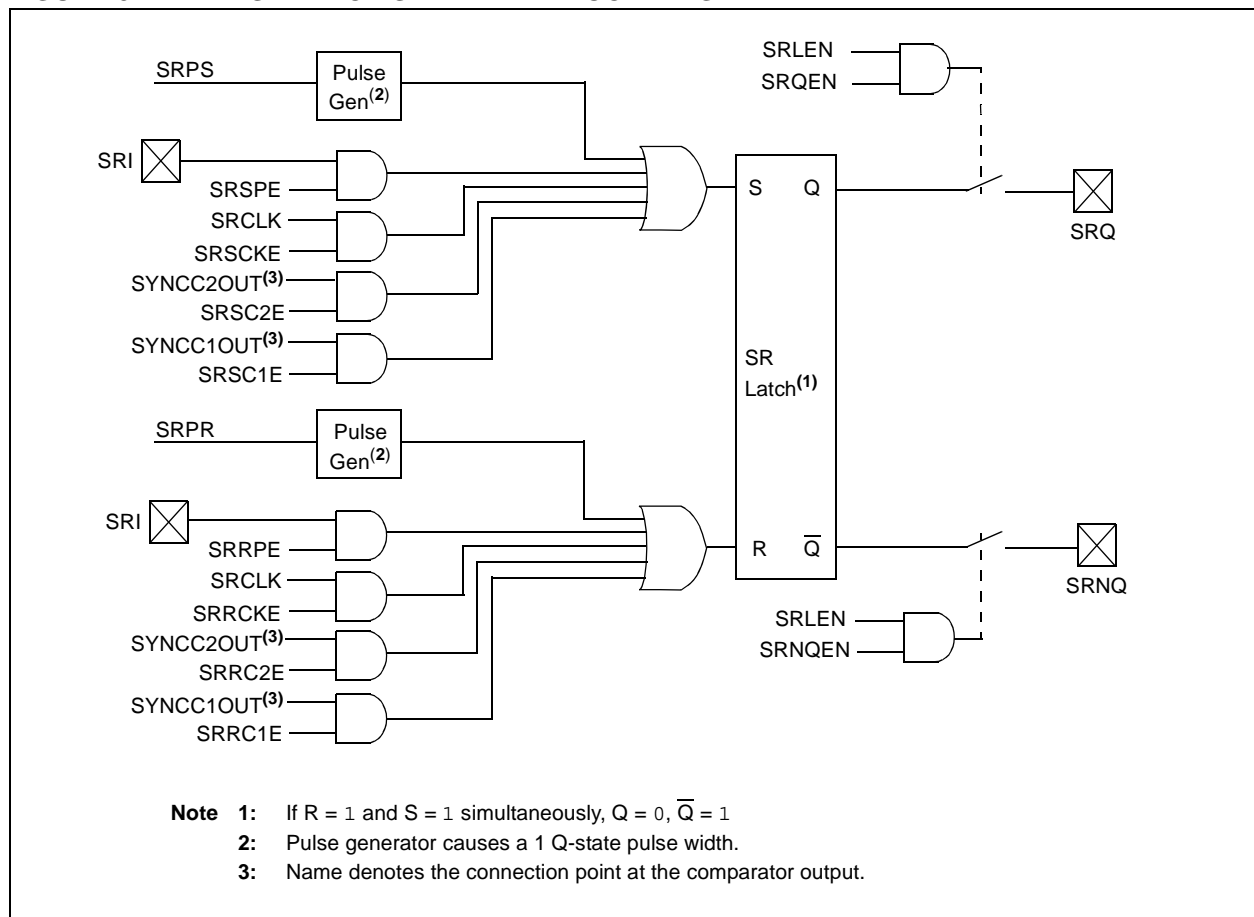 SRPS
Pulse
Gen(2)
SRLEN
SRQEN
SRI
SRSPE
SRCLK
SRSCKE
SYNCC2OUT(3)
SRSC2E
SYNCC1OUT(3)
SRSC1E
S Q
SRQ
SR
Latch(1)
SRPR
Pulse
Gen(2)
SRI
SRRPE
SRCLK
SRRCKE
SYNCC2OUT(3)
SRRC2E
SYNCC1OUT(3)
SRRC1E
R Q̅
SRNQ
SRLEN
SRNQEN
Note 1: If R = 1 and S = 1 simultaneously, Q = 0, Q̅ = 1
2: Pulse generator causes a 1 Q-state pulse width.
3: Name denotes the connection point at the comparator output.